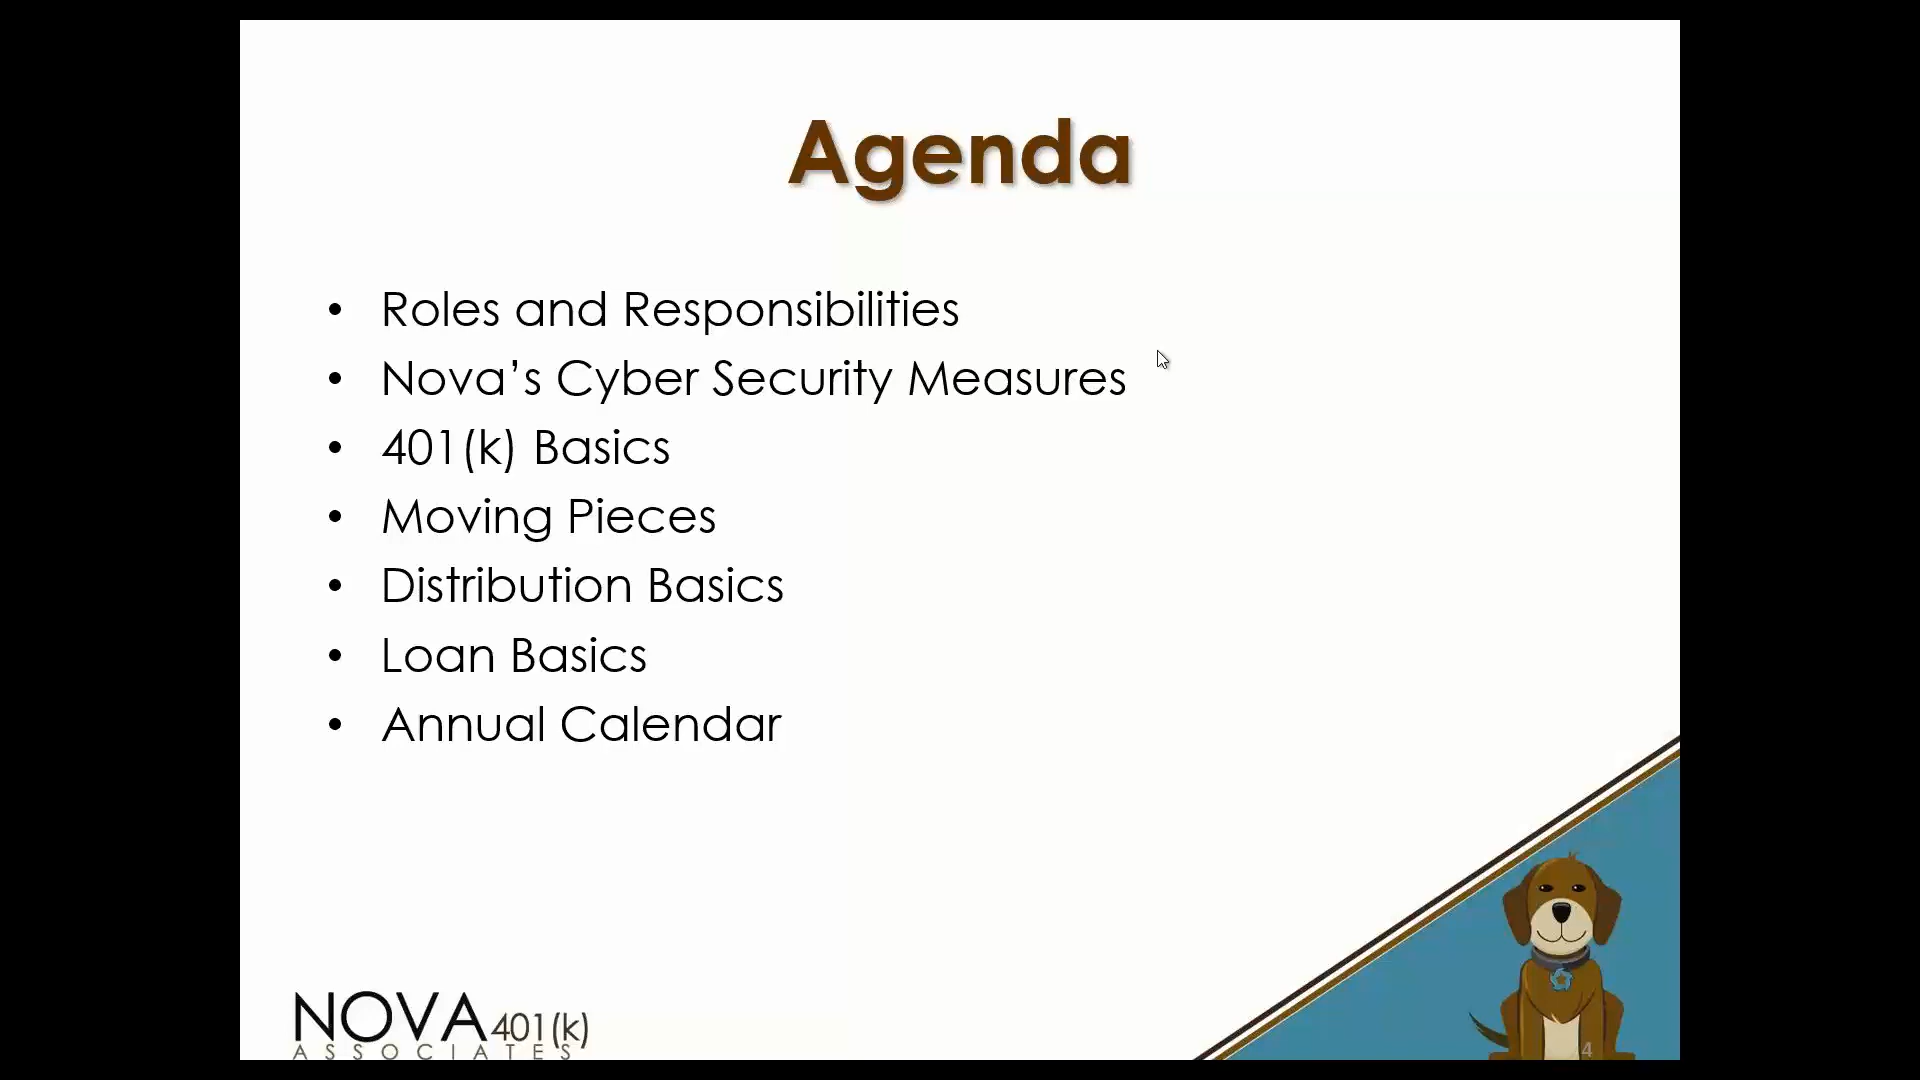 Agenda
• Roles and Responsibilities
• Nova’s Cyber Security Measures
• 401(k) Basics
• Moving Pieces
• Distribution Basics
• Loan Basics
• Annual Calendar
NOVA 401(k)
ASSOCIATES
4